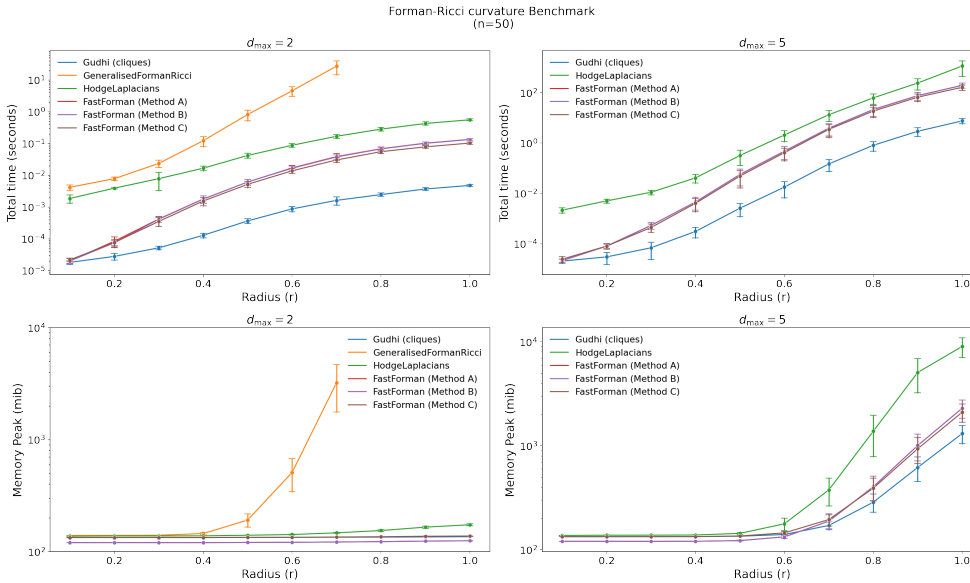 Forman-Ricci curvature Benchmark
(n=50)
d_max = 2
Total time (seconds)
10^1
10^0
10^-1
10^-2
10^-3
10^-4
10^-5
Gudhi (cliques)
GeneralisedFormanRicci
HodgeLaplacians
FastForman (Method A)
FastForman (Method B)
FastForman (Method C)
0.2 0.4 0.6 0.8 1.0
Radius (r)
d_max = 5
Total time (seconds)
10^2
10^0
10^-2
10^-4
Gudhi (cliques)
HodgeLaplacians
FastForman (Method A)
FastForman (Method B)
FastForman (Method C)
0.2 0.4 0.6 0.8 1.0
Radius (r)
d_max = 2
Memory Peak (mib)
10^4
10^3
10^2
Gudhi (cliques)
GeneralisedFormanRicci
HodgeLaplacians
FastForman (Method A)
FastForman (Method B)
FastForman (Method C)
0.2 0.4 0.6 0.8 1.0
Radius (r)
d_max = 5
Memory Peak (mib)
10^4
10^3
10^2
Gudhi (cliques)
HodgeLaplacians
FastForman (Method A)
FastForman (Method B)
FastForman (Method C)
0.2 0.4 0.6 0.8 1.0
Radius (r)